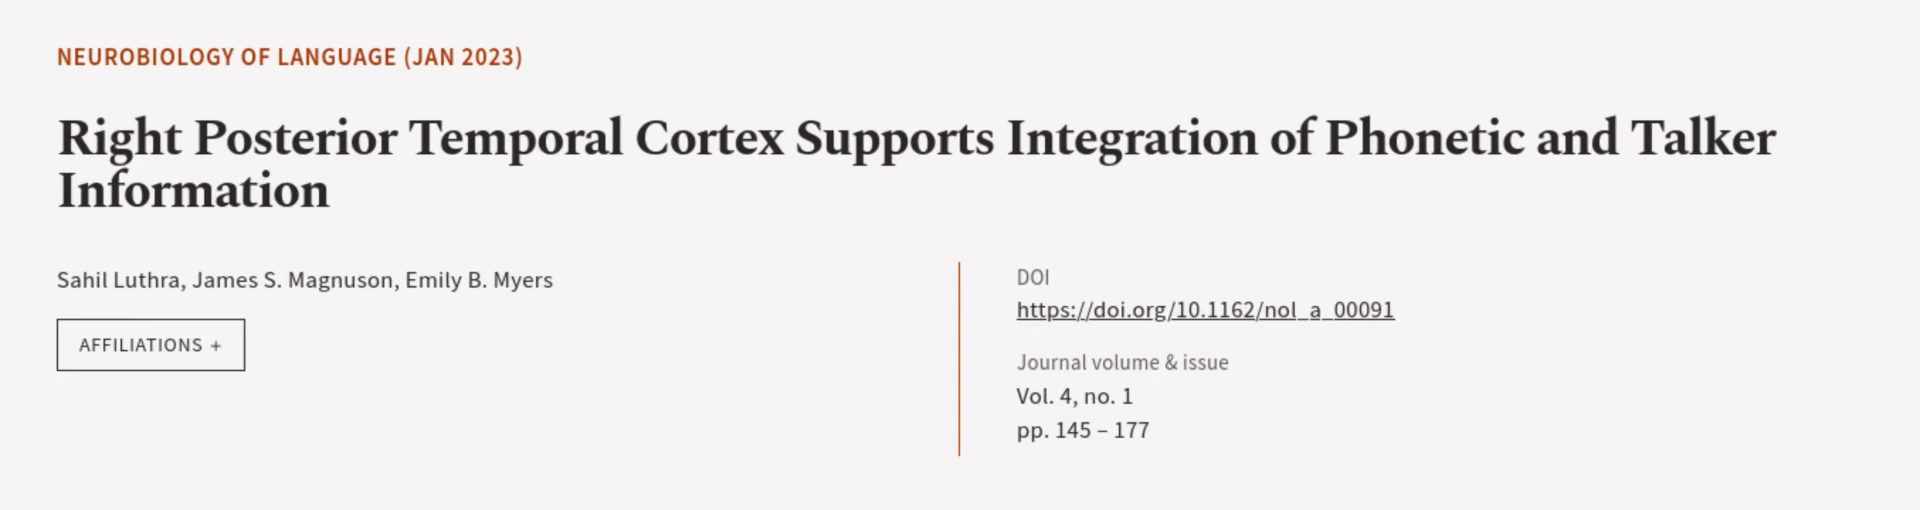 NEUROBIOLOGY OF LANGUAGE (JAN 2023)
Right Posterior Temporal Cortex Supports Integration of Phonetic and Talker
Information
Sahil Luthra, James S. Magnuson, Emily B. Myers
AFFILIATIONS +
DOI
https://doi.org/10.1162/nol_a_00091
Journal volume & issue
Vol. 4, no. 1
pp. 145 – 177